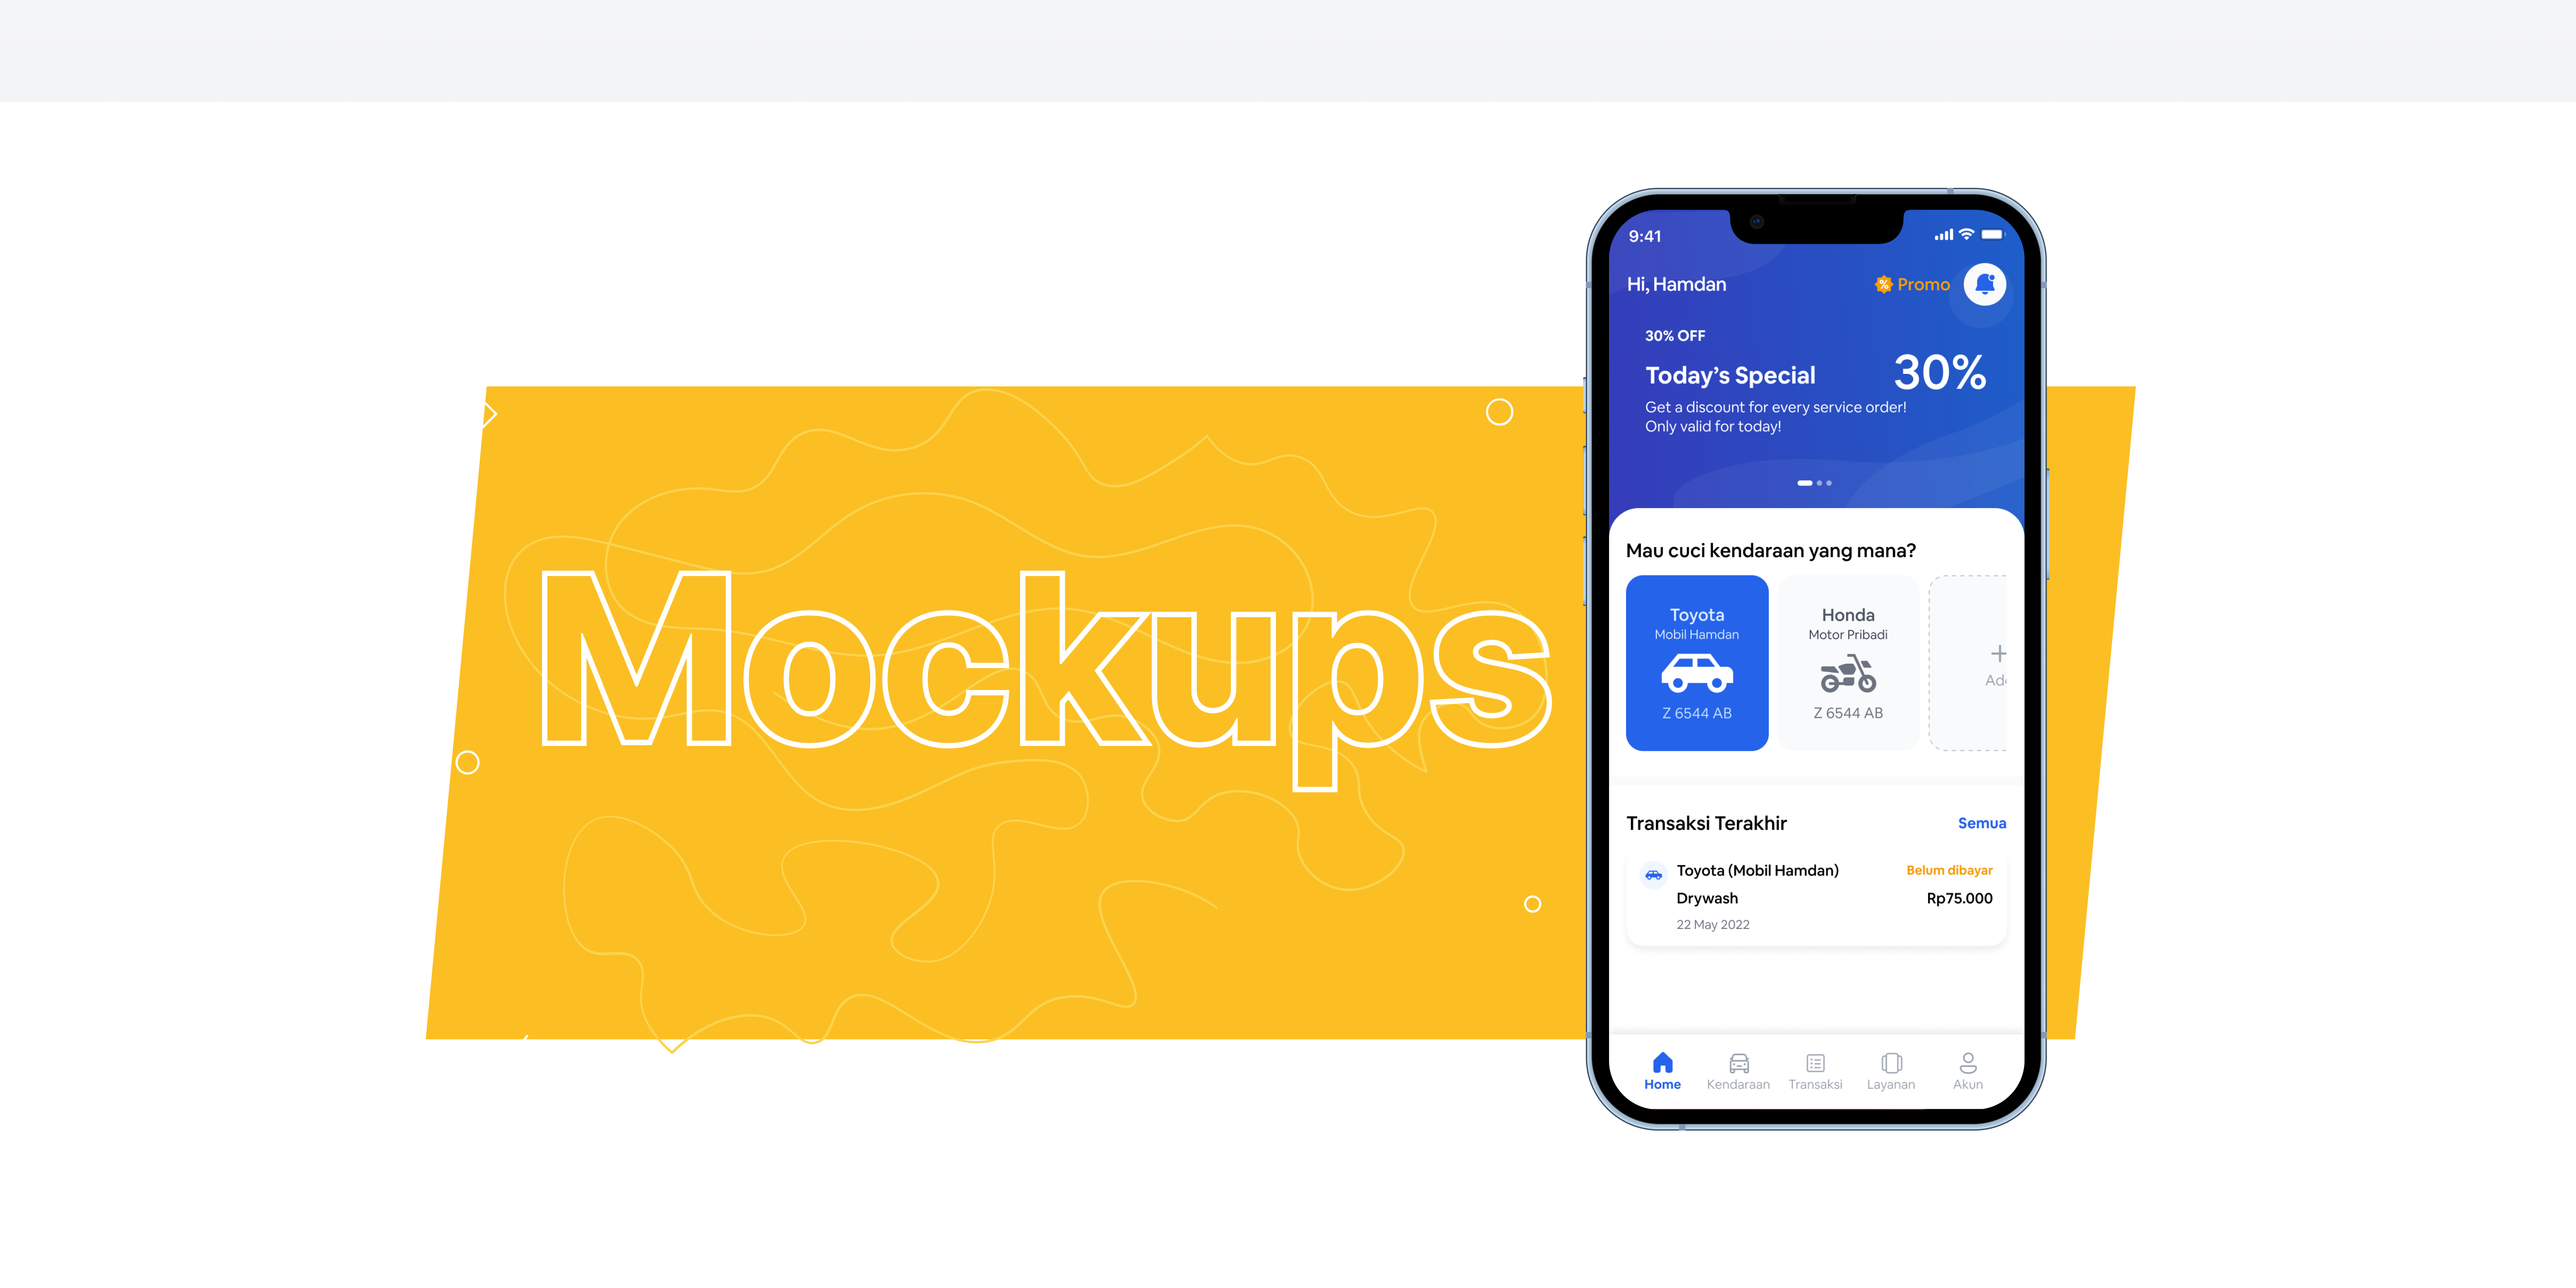 Mockups
9:41
Hi, Hamdan
Promo
30% OFF
Today's Special
30%
Get a discount for every service order!
Only valid for today!
Mau cuci kendaraan yang mana?
Toyota
Mobil Hamdan
Z 6544 AB
Honda
Motor Pribadi
Z 6544 AB
+
Transaksi Terakhir
Semua
Toyota (Mobil Hamdan)
Belum dibayar
Drywash
Rp75.000
22 May 2022
Home
Kendaraan
Transaksi
Layanan
Akun